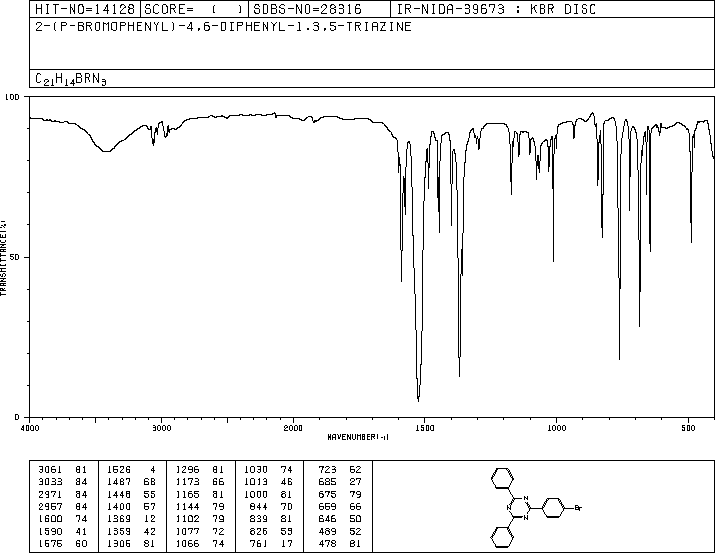 HIT-NO=14128 SCORE= ( ) SDBS-NO=28316 IR-NIDA-39673 : KBR DISC
2-(P-BROMOPHENYL)-4,6-DIPHENYL-1,3,5-TRIAZINE
C21H14BRN3
100
50
0
TRANSMITTANCE(%)
4000 3000 2000 1500 1000 500
WAVENUMBER(-1)
3061 81 1526 4 1296 81 1030 74 723 62
3033 84 1487 68 1173 66 1013 46 685 27
2971 84 1448 55 1165 81 1000 81 675 79
2967 84 1400 57 1144 79 844 70 659 66
1600 74 1369 12 1102 79 839 81 646 50
1590 41 1359 42 1077 72 826 59 489 52
1576 60 1306 81 1066 74 761 17 478 81
N N N Br